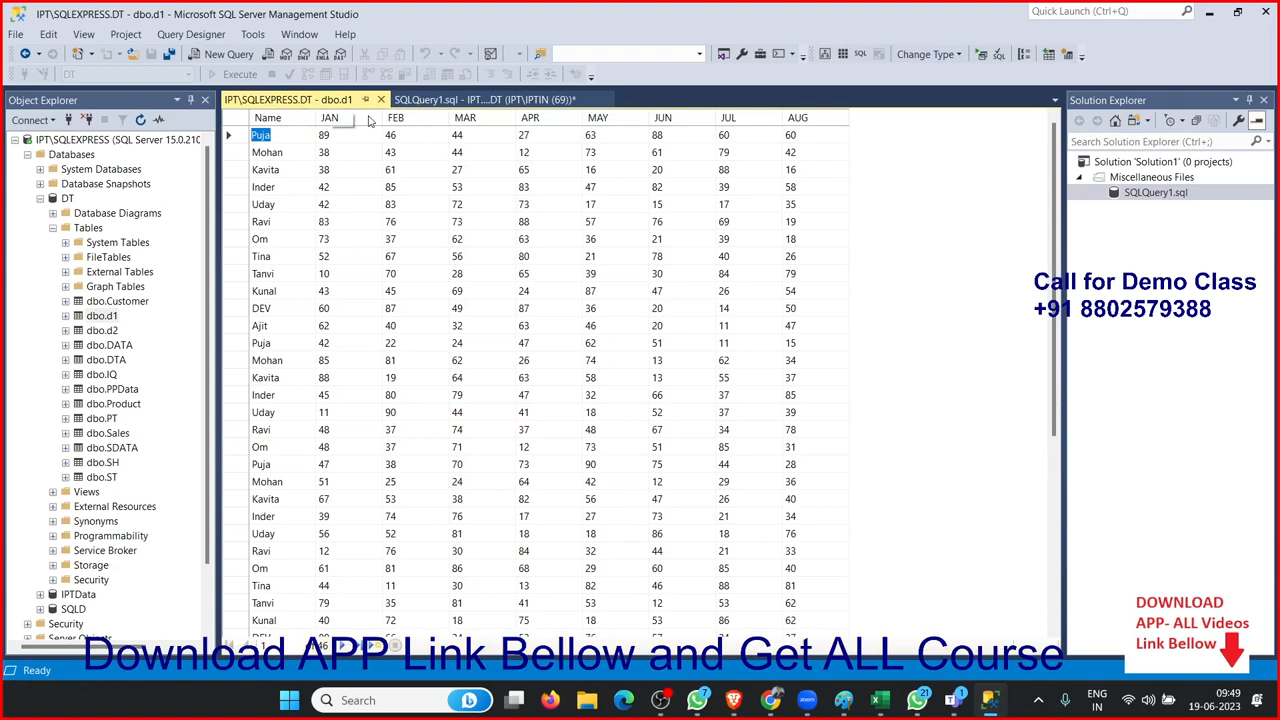 IPT\SQLEXPRESS.DT - dbo.d1 - Microsoft SQL Server Management Studio
Quick Launch (Ctrl+Q)
File Edit View Project Query Designer Tools Window Help
New Query
Change Type
DT
Execute
Object Explorer
IPT\SQLEXPRESS.DT - dbo.d1
SQLQuery1.sql - IPT....DT (IPT\IPTIN (69))*
Solution Explorer
Connect
Search Solution Explorer (Ctrl+;)
IPT\SQLEXPRESS (SQL Server 15.0.210
Databases
System Databases
Database Snapshots
DT
Database Diagrams
Tables
System Tables
FileTables
External Tables
Graph Tables
dbo.Customer
dbo.d1
dbo.d2
dbo.DATA
dbo.DTA
dbo.IQ
dbo.PPData
dbo.Product
dbo.PT
dbo.Sales
dbo.SDATA
dbo.SH
dbo.ST
Views
External Resources
Synonyms
Programmability
Service Broker
Storage
Security
IPTData
SQLD
Security
Name JAN FEB MAR APR MAY JUN JUL AUG
Puja 89 46 44 27 63 88 60 60
Mohan 38 43 44 12 73 61 79 42
Kavita 38 61 27 65 16 20 88 16
Inder 42 85 53 83 47 82 39 58
Uday 42 83 72 73 17 15 17 35
Ravi 83 76 73 88 57 76 69 19
Om 73 37 62 63 36 21 39 18
Tina 52 67 56 80 21 78 40 26
Tanvi 10 70 28 65 39 30 84 79
Kunal 43 45 69 24 87 47 26 54
DEV 60 87 49 87 36 20 14 50
Ajit 62 40 32 63 46 20 11 47
Puja 42 22 24 47 62 51 11 15
Mohan 85 81 62 26 74 13 62 34
Kavita 88 19 64 63 58 13 55 37
Inder 45 80 79 47 32 66 37 85
Uday 11 90 44 41 18 52 37 39
Ravi 48 37 74 37 48 67 34 78
Om 48 37 71 12 73 51 85 31
Puja 47 38 70 73 90 75 44 28
Mohan 51 25 24 64 42 12 29 36
Kavita 67 53 38 82 56 47 26 40
Inder 39 74 76 17 27 73 21 34
Uday 56 52 81 18 18 86 18 76
Ravi 12 76 30 84 32 44 21 33
Om 61 81 86 68 29 60 85 40
Tina 44 11 30 13 82 46 88 81
Tanvi 79 35 81 41 53 12 53 62
Kunal 40 72 18 75 18 53 86 62
Solution 'Solution1' (0 projects)
Miscellaneous Files
SQLQuery1.sql
Call for Demo Class
+91 8802579388
DOWNLOAD
APP- ALL Videos
Link Bellow
Download APP Link Bellow and Get ALL Course
Ready
Search
7
21
1
ENG
IN
09:49
19-06-2023